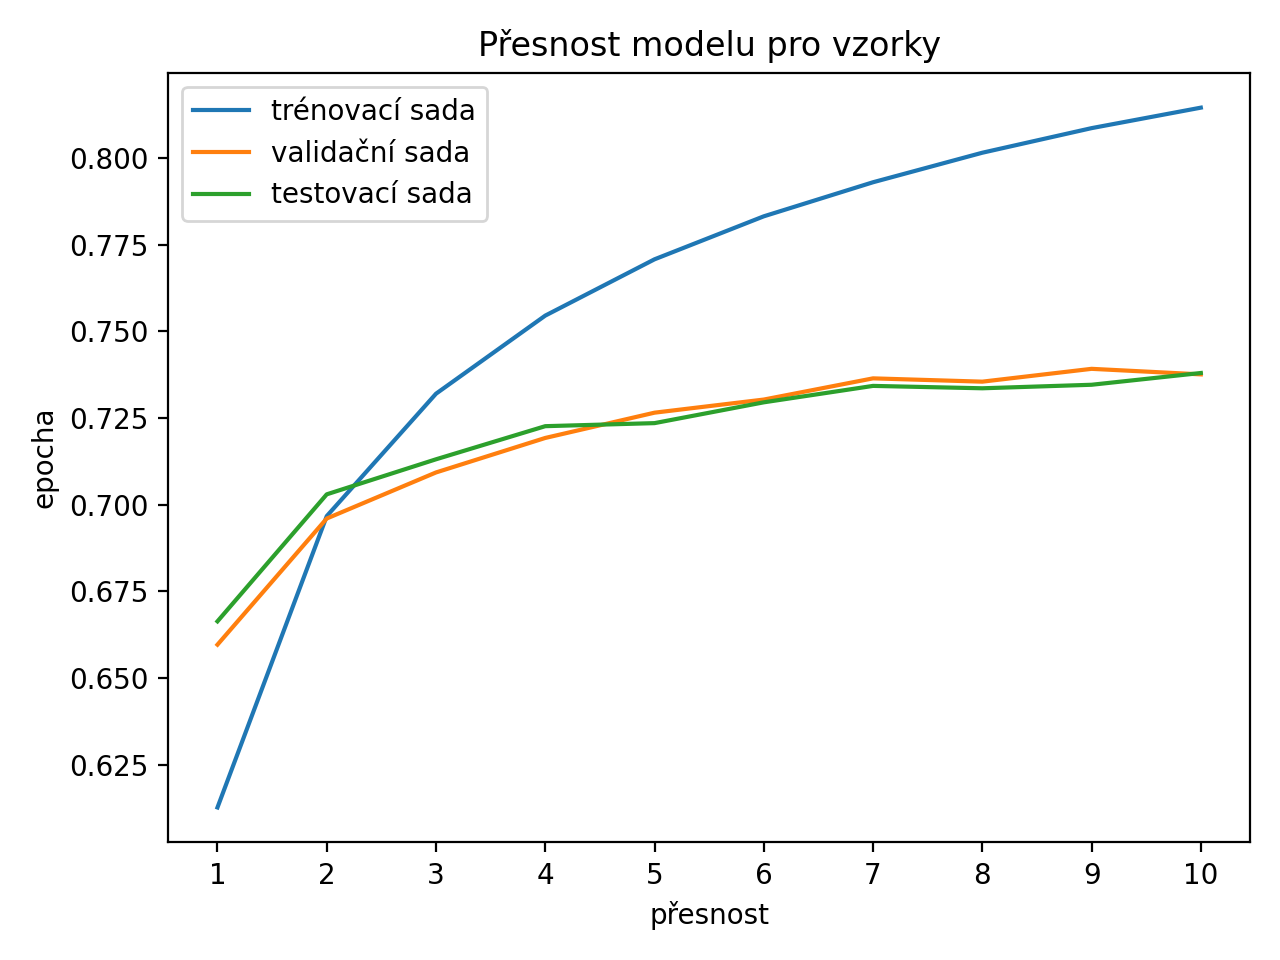 Přesnost modelu pro vzorky
trénovací sada
validační sada
testovací sada
0.800
0.775
0.750
0.725
0.700
0.675
0.650
0.625
epocha
1 2 3 4 5 6 7 8 9 10
přesnost